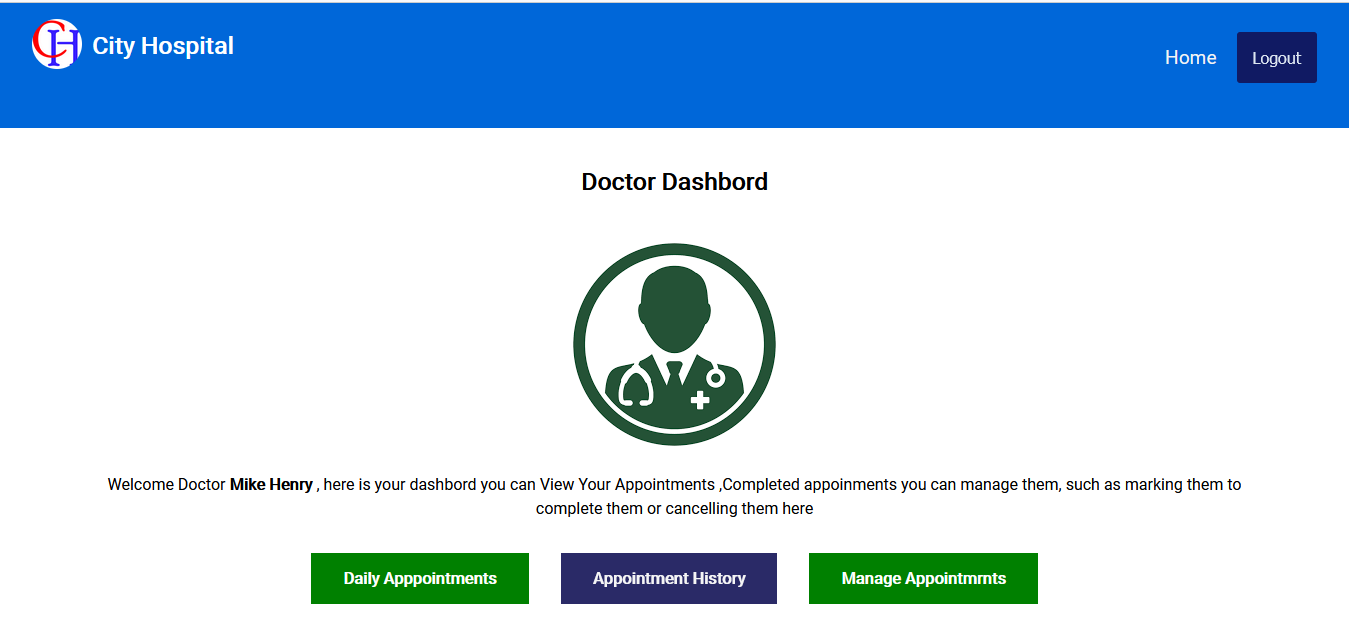 CH City Hospital
Home
Logout
Doctor Dashbord
Welcome Doctor Mike Henry , here is your dashbord you can View Your Appointments ,Completed appoinments you can manage them, such as marking them to
complete them or cancelling them here
Daily Apppointments
Appointment History
Manage Appointmrnts